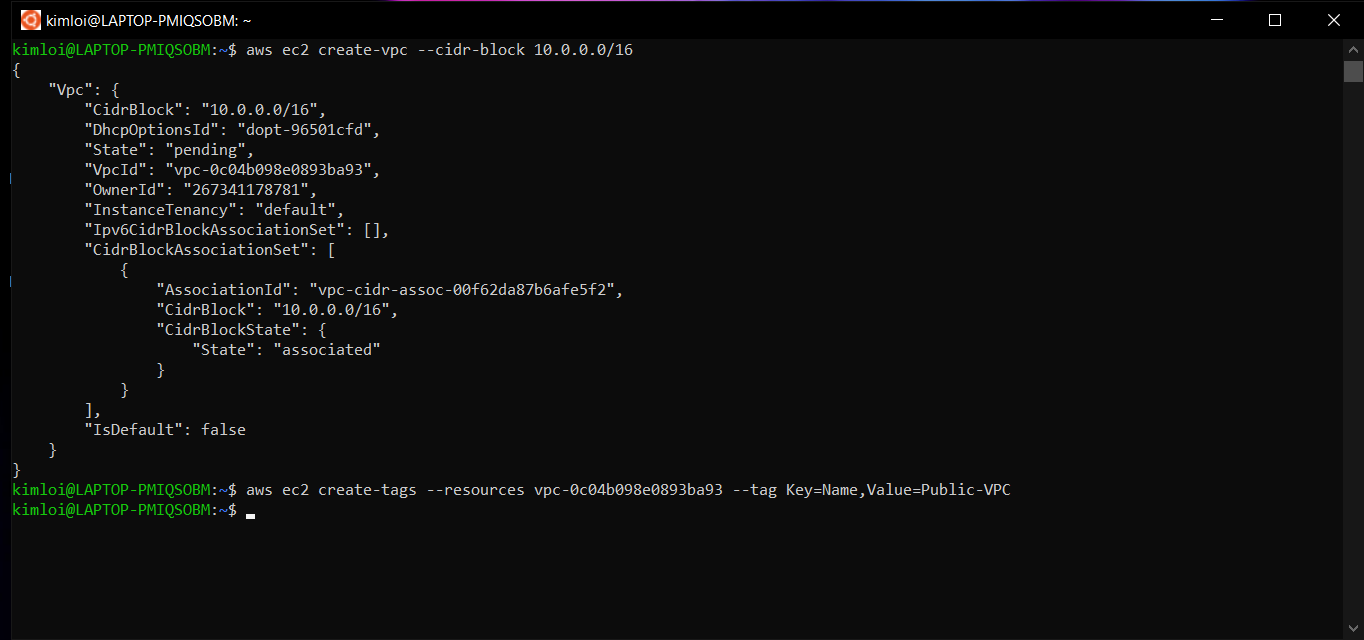 kimloi@LAPTOP-PMIQSOBM: ~
kimloi@LAPTOP-PMIQSOBM:~$ aws ec2 create-vpc --cidr-block 10.0.0.0/16
{
    "Vpc": {
        "CidrBlock": "10.0.0.0/16",
        "DhcpOptionsId": "dopt-96501cfd",
        "State": "pending",
        "VpcId": "vpc-0c04b098e0893ba93",
        "OwnerId": "267341178781",
        "InstanceTenancy": "default",
        "Ipv6CidrBlockAssociationSet": [],
        "CidrBlockAssociationSet": [
            {
                "AssociationId": "vpc-cidr-assoc-00f62da87b6afe5f2",
                "CidrBlock": "10.0.0.0/16",
                "CidrBlockState": {
                    "State": "associated"
                }
            }
        ],
        "IsDefault": false
    }
}
kimloi@LAPTOP-PMIQSOBM:~$ aws ec2 create-tags --resources vpc-0c04b098e0893ba93 --tag Key=Name,Value=Public-VPC
kimloi@LAPTOP-PMIQSOBM:~$